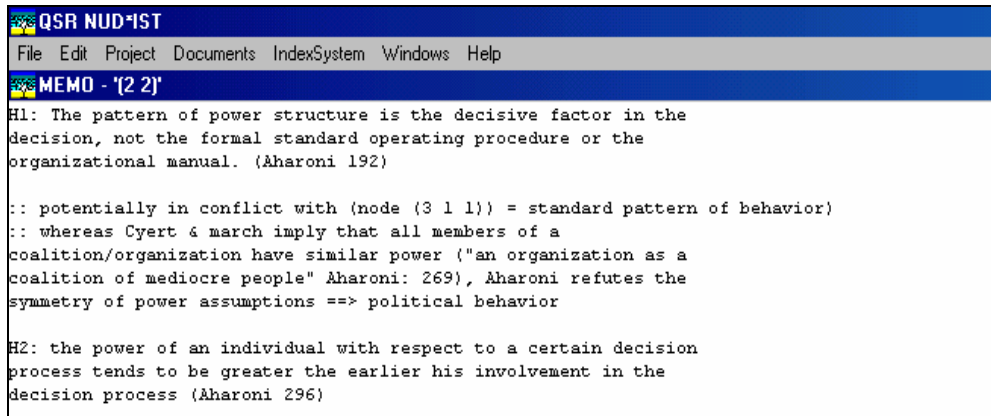 QSR NUD*IST
File Edit Project Documents IndexSystem Windows Help
MEMO - '(2 2)'
H1: The pattern of power structure is the decisive factor in the
decision, not the formal standard operating procedure or the
organizational manual. (Aharoni 192)
:: potentially in conflict with (node (3 1 1)) = standard pattern of behavior)
:: whereas Cyert & march imply that all members of a
coalition/organization have similar power ("an organization as a
coalition of mediocre people" Aharoni: 269), Aharoni refutes the
symmetry of power assumptions ==> political behavior
H2: the power of an individual with respect to a certain decision
process tends to be greater the earlier his involvement in the
decision process (Aharoni 296)